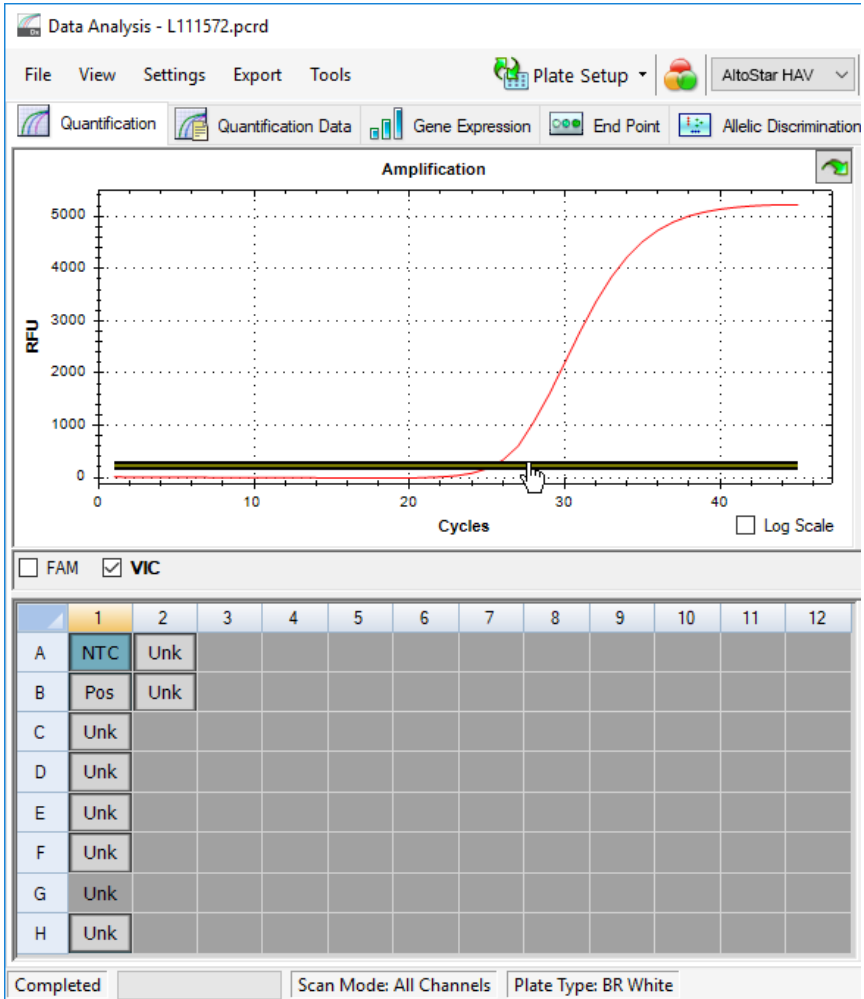 Data Analysis - L111572.pcrd
File View Settings Export Tools Plate Setup AltoStar HAV
Quantification Quantification Data Gene Expression End Point Allelic Discrimination
Amplification
5000
4000
3000
2000
1000
0
RFU
0 10 20 30 40
Cycles Log Scale
FAM VIC
1 2 3 4 5 6 7 8 9 10 11 12
A NTC Unk
B Pos Unk
C Unk
D Unk
E Unk
F Unk
G Unk
H Unk
Completed Scan Mode: All Channels Plate Type: BR White